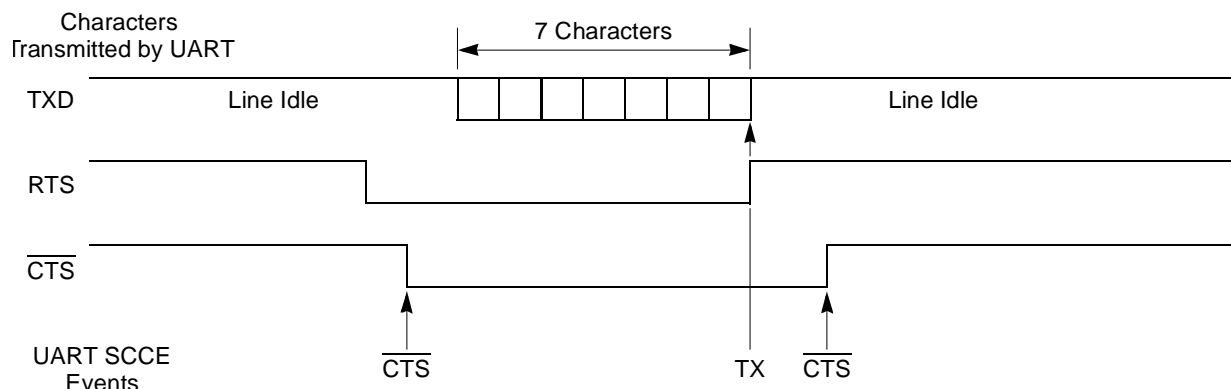 Characters
Transmitted by UART
7 Characters
TXD
Line Idle
Line Idle
RTS
CTS
UART SCCE
Events
CTS
TX
CTS